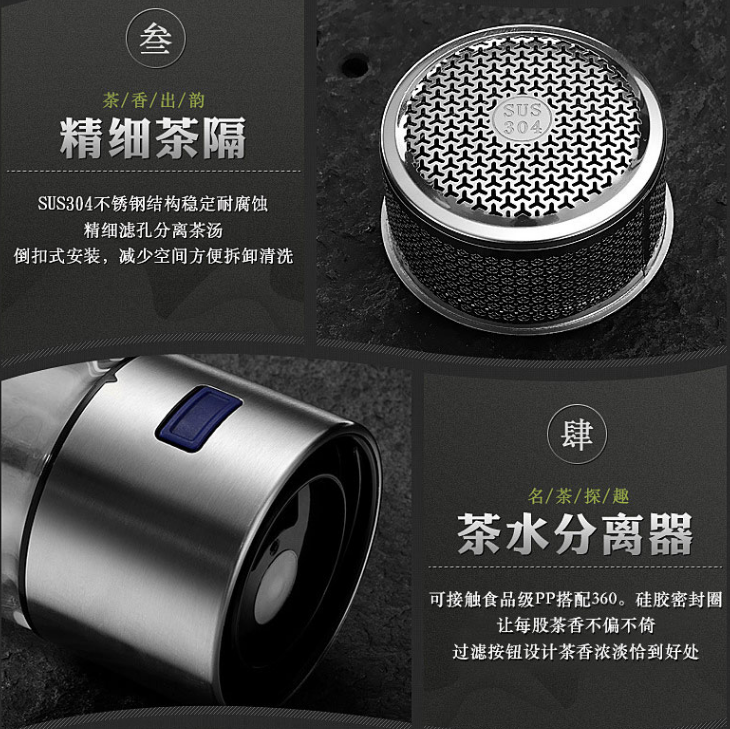 叁
茶/香/出/韵
精细茶隔
SUS304不锈钢结构稳定耐腐蚀
精细滤孔分离茶汤
倒扣式安装，减少空间方便拆卸清洗
SUS
304
肆
名/茶/探/趣
茶水分离器
可接触食品级PP搭配360。硅胶密封圈
让每股茶香不偏不倚
过滤按钮设计茶香浓淡恰到好处